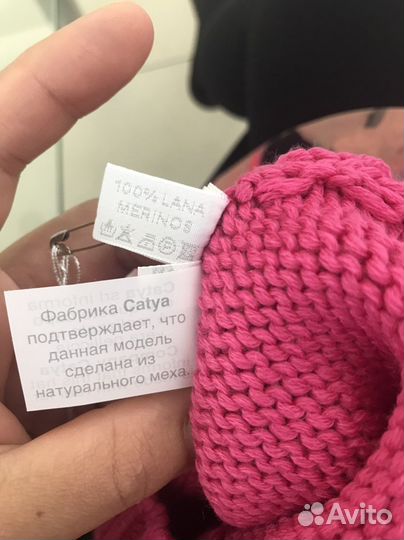 100% LANA
MERINOS
Фабрика Catya
подтверждает, что
данная модель
сделана из
натурального меха.
Avito